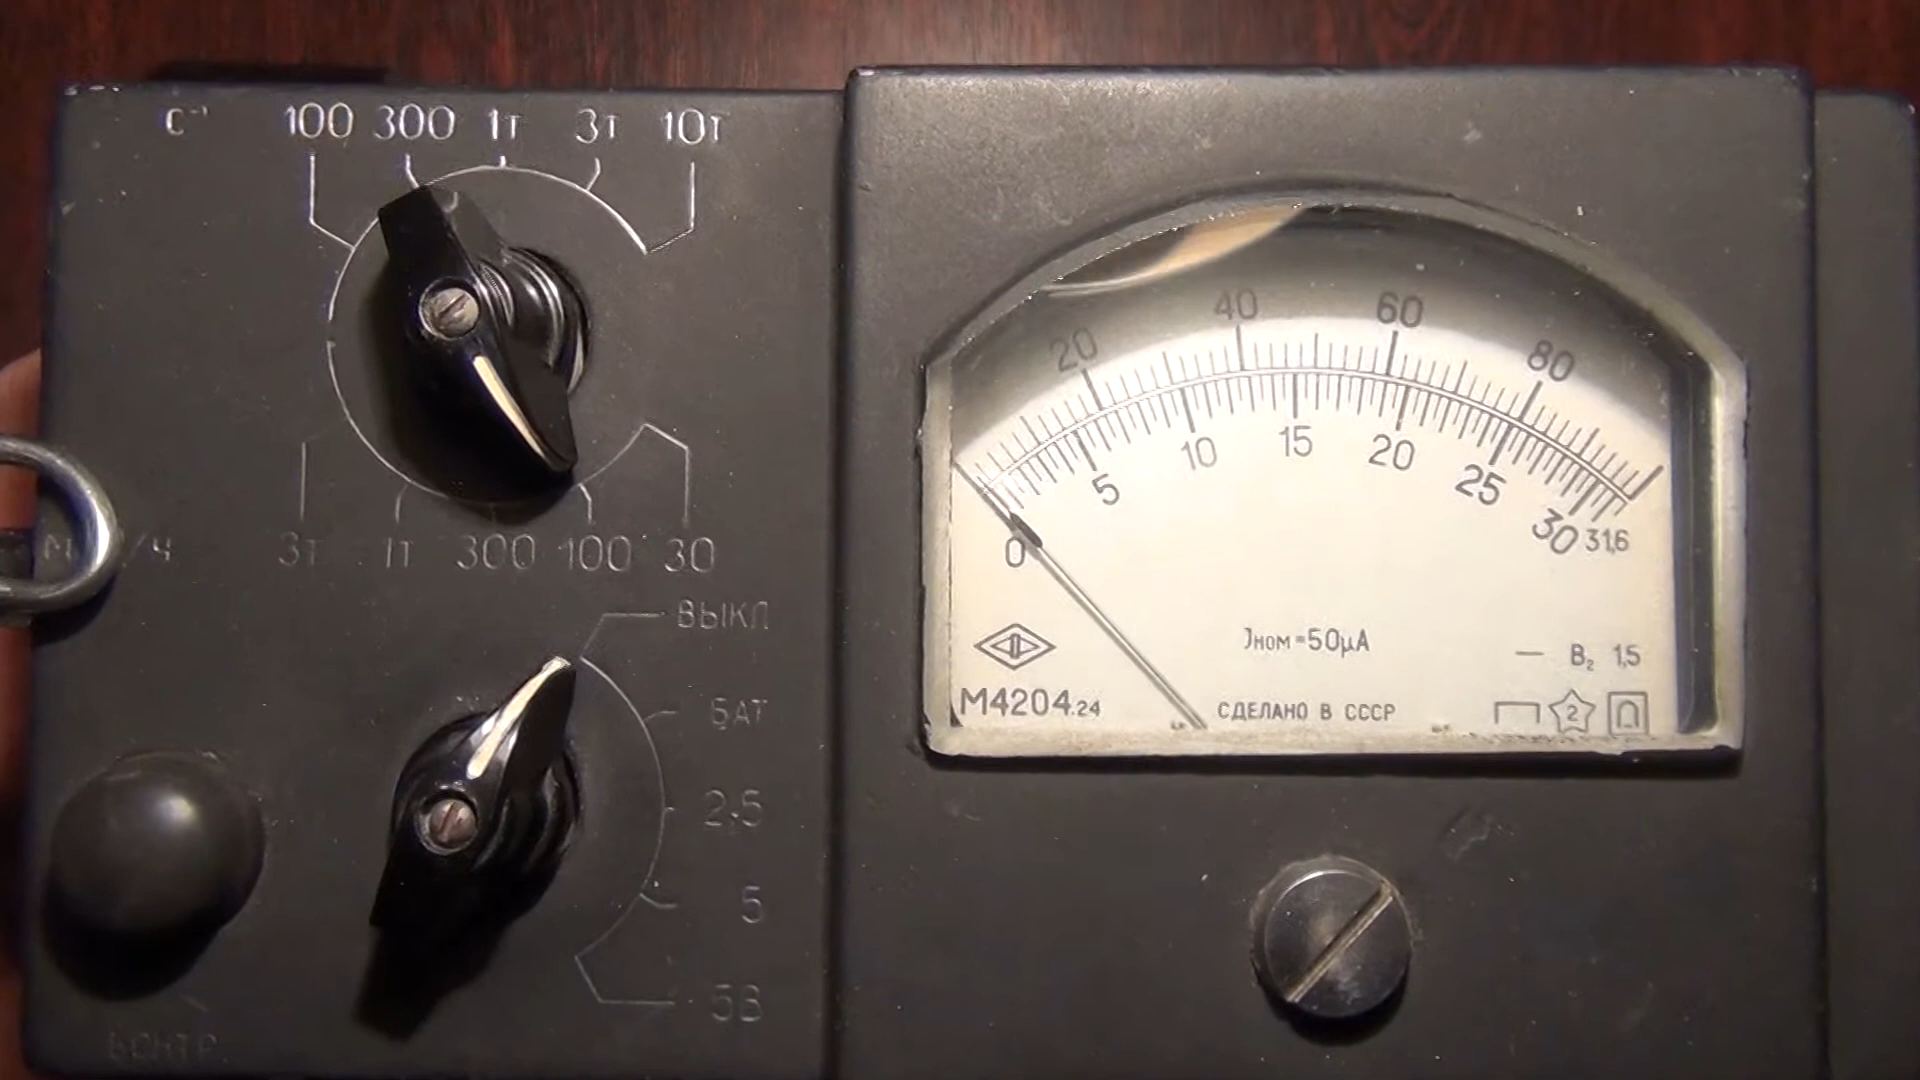 С⁻¹ 100 300 1т 3т 10т
/Ч 3т 1т 300 100 30
ВЫКЛ
БАТ
2,5
5
5В
20 40 60 80
0 5 10 15 20 25 30 31,6
Jном=50μА
— В₂ 1,5
М4204.24
СДЕЛАНО В СССР
2